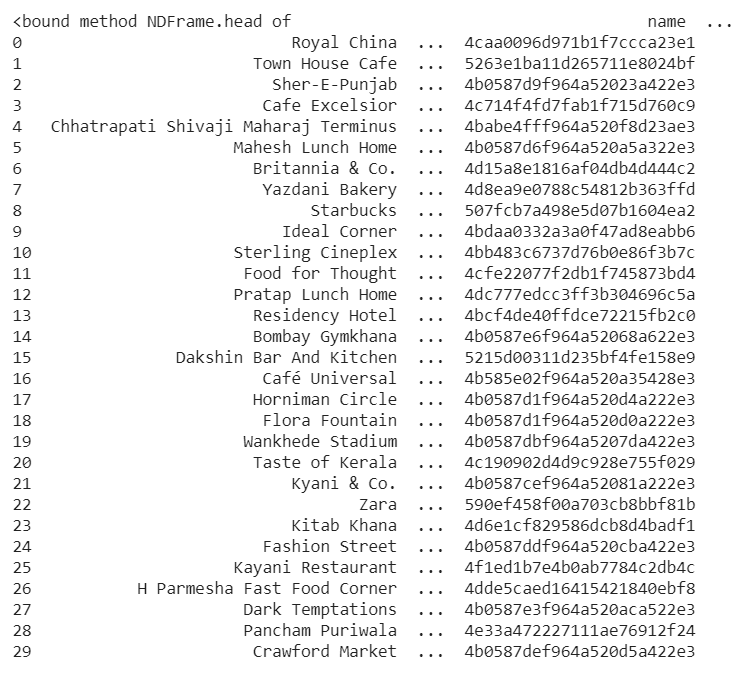 <bound method NDFrame.head of name ...
0 Royal China ... 4caa0096d971b1f7ccca23e1
1 Town House Cafe ... 5263e1ba11d265711e8024bf
2 Sher-E-Punjab ... 4b0587d9f964a52023a422e3
3 Cafe Excelsior ... 4c714f4fd7fab1f715d760c9
4 Chhatrapati Shivaji Maharaj Terminus ... 4babe4fff964a520f8d23ae3
5 Mahesh Lunch Home ... 4b0587d6f964a520a5a322e3
6 Britannia & Co. ... 4d15a8e1816af04db4d444c2
7 Yazdani Bakery ... 4d8ea9e0788c54812b363ffd
8 Starbucks ... 507fcb7a498e5d07b1604ea2
9 Ideal Corner ... 4bdaa0332a3a0f47ad8eabb6
10 Sterling Cineplex ... 4bb483c6737d76b0e86f3b7c
11 Food for Thought ... 4cfe22077f2db1f745873bd4
12 Pratap Lunch Home ... 4dc777edcc3ff3b304696c5a
13 Residency Hotel ... 4bcf4de40ffdce72215fb2c0
14 Bombay Gymkhana ... 4b0587e6f964a52068a622e3
15 Dakshin Bar And Kitchen ... 5215d00311d235bf4fe158e9
16 Café Universal ... 4b585e02f964a520a35428e3
17 Horniman Circle ... 4b0587d1f964a520d4a222e3
18 Flora Fountain ... 4b0587d1f964a520d0a222e3
19 Wankhede Stadium ... 4b0587dbf964a5207da422e3
20 Taste of Kerala ... 4c190902d4d9c928e755f029
21 Kyani & Co. ... 4b0587cef964a52081a222e3
22 Zara ... 590ef458f00a703cb8bbf81b
23 Kitab Khana ... 4d6e1cf829586dcb8d4badf1
24 Fashion Street ... 4b0587ddf964a520cba422e3
25 Kayani Restaurant ... 4f1ed1b7e4b0ab7784c2db4c
26 H Parmesha Fast Food Corner ... 4dde5caed16415421840ebf8
27 Dark Temptations ... 4b0587e3f964a520aca522e3
28 Pancham Puriwala ... 4e33a472227111ae76912f24
29 Crawford Market ... 4b0587def964a520d5a422e3